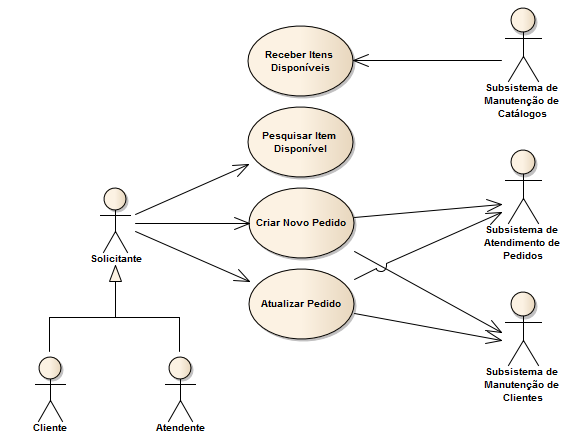 Receber Itens
Disponíveis
Subsistema de
Manutenção de
Catálogos
Pesquisar Item
Disponível
Solicitante
Criar Novo Pedido
Subsistema de
Atendimento de
Pedidos
Atualizar Pedido
Subsistema de
Manutenção de
Clientes
Cliente
Atendente